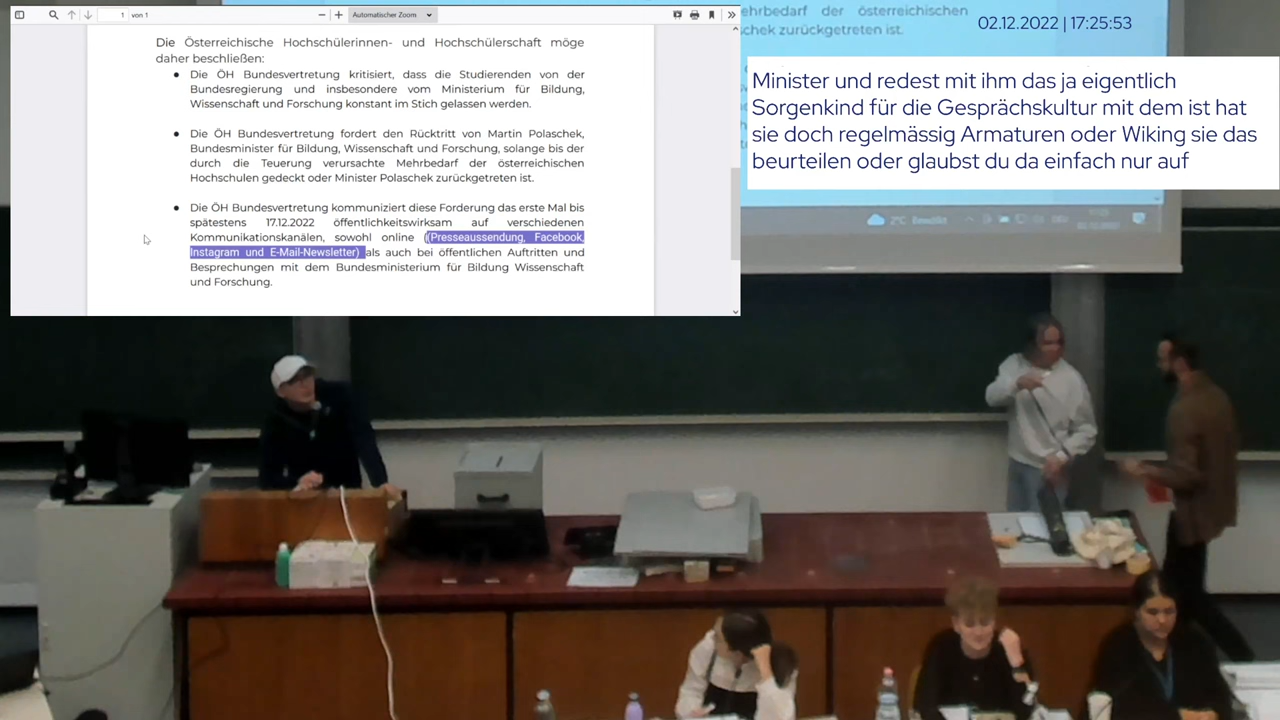 1 von 1
Automatischer Zoom
Die Österreichische Hochschülerinnen- und Hochschülerschaft möge
daher beschließen:
● Die ÖH Bundesvertretung kritisiert, dass die Studierenden von der
Bundesregierung und insbesondere vom Ministerium für Bildung,
Wissenschaft und Forschung konstant im Stich gelassen werden.
● Die ÖH Bundesvertretung fordert den Rücktritt von Martin Polaschek,
Bundesminister für Bildung, Wissenschaft und Forschung, solange bis der
durch die Teuerung verursachte Mehrbedarf der österreichischen
Hochschulen gedeckt oder Minister Polaschek zurückgetreten ist.
● Die ÖH Bundesvertretung kommuniziert diese Forderung das erste Mal bis
spätestens 17.12.2022 öffentlichkeitswirksam auf verschiedenen
Kommunikationskanälen, sowohl online ((Presseaussendung, Facebook,
Instagram und E-Mail-Newsletter) als auch bei öffentlichen Auftritten und
Besprechungen mit dem Bundesministerium für Bildung Wissenschaft
und Forschung.
der österreichischen
zurückgetreten ist.
02.12.2022 | 17:25:53
Minister und redest mit ihm das ja eigentlich
Sorgenkind für die Gesprächskultur mit dem ist hat
sie doch regelmässig Armaturen oder Wiking sie das
beurteilen oder glaubst du da einfach nur auf
2°C